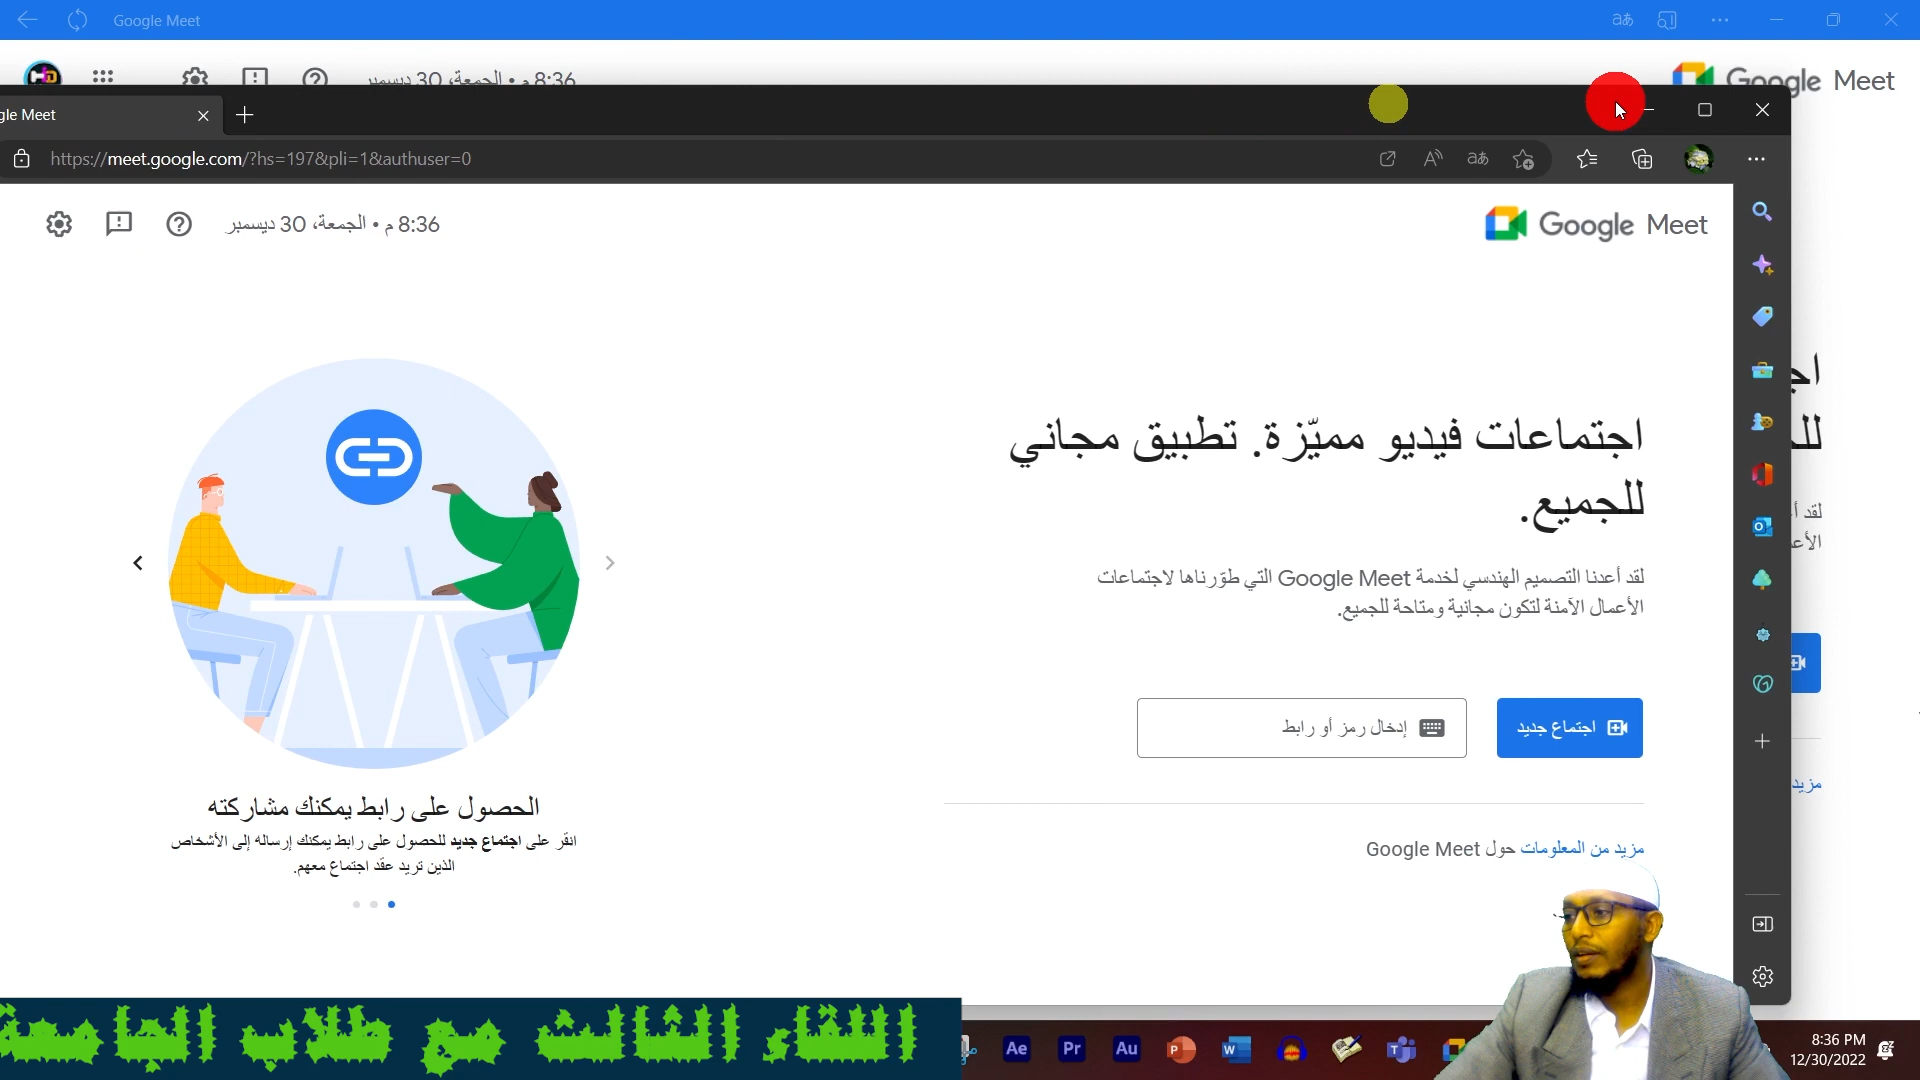 Google Meet
8:36 م • الجمعة، 30 ديسمبر
Google Meet
gle Meet
https://meet.google.com/?hs=197&pli=1&authuser=0
8:36 م • الجمعة، 30 ديسمبر
Google Meet
اجتماعات فيديو مميّزة. تطبيق مجاني
للجميع.
لقد أعدنا التصميم الهندسي لخدمة Google Meet التي طوّرناها لاجتماعات
الأعمال الآمنة لتكون مجانية ومتاحة للجميع.
اجتماع جديد
إدخال رمز أو رابط
مزيد من المعلومات حول Google Meet
الحصول على رابط يمكنك مشاركته
انقر على اجتماع جديد للحصول على رابط يمكنك إرساله إلى الأشخاص
الذين تريد عقد اجتماع معهم.
لقد
مزيد
اللقاء الثالث مع طلاب الجامعة
Ae
Pr
Au
8:36 PM
12/30/2022